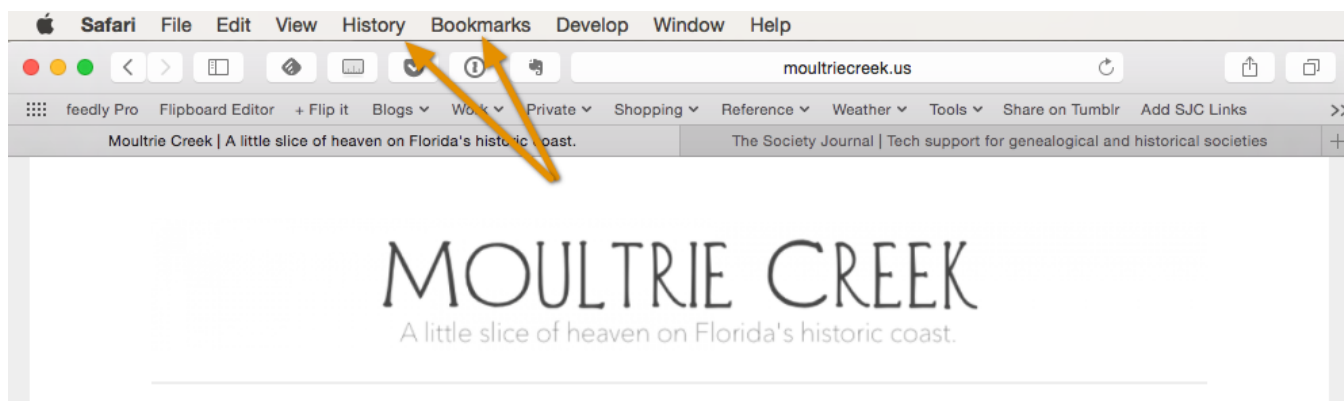 Safari File Edit View History Bookmarks Develop Window Help
moultriecreek.us
feedly Pro Flipboard Editor + Flip it Blogs Work Private Shopping Reference Weather Tools Share on Tumblr Add SJC Links
Moultrie Creek | A little slice of heaven on Florida's historic coast. The Society Journal | Tech support for genealogical and historical societies
MOULTRIE CREEK
A little slice of heaven on Florida's historic coast.